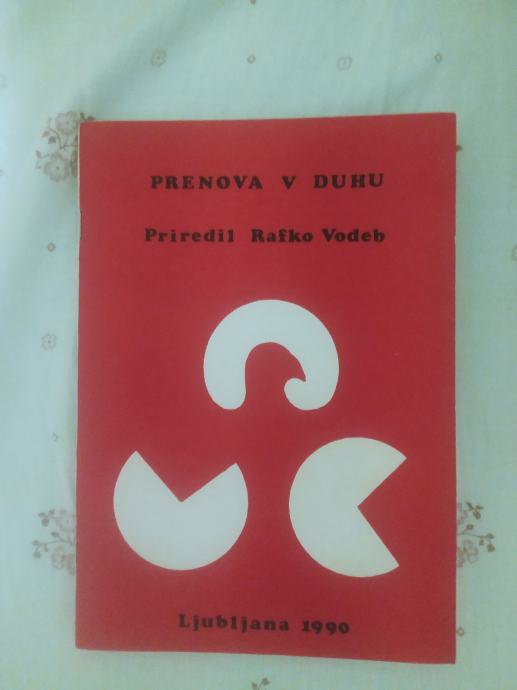 PRENOVA V DUHU
Priredil Rafko Vodeb
Ljubljana 1990